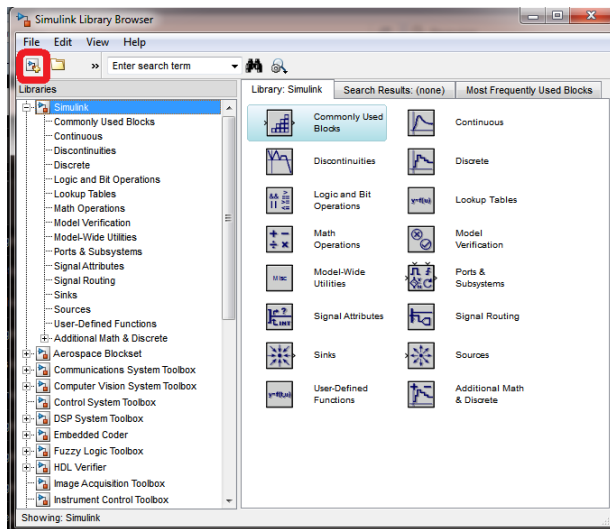 Simulink Library Browser
File Edit View Help
» Enter search term
Libraries
Library: Simulink Search Results: (none) Most Frequently Used Blocks
Simulink
Commonly Used Blocks
Continuous
Discontinuities
Discrete
Logic and Bit Operations
Lookup Tables
Math Operations
Model Verification
Model-Wide Utilities
Ports & Subsystems
Signal Attributes
Signal Routing
Sinks
Sources
User-Defined Functions
Additional Math & Discrete
Aerospace Blockset
Communications System Toolbox
Computer Vision System Toolbox
Control System Toolbox
DSP System Toolbox
Embedded Coder
Fuzzy Logic Toolbox
HDL Verifier
Image Acquisition Toolbox
Instrument Control Toolbox
Commonly Used
Blocks
Continuous
Discontinuities
Discrete
Logic and Bit
Operations
y=f(u)
Lookup Tables
Math
Operations
Model
Verification
Misc
Model-Wide
Utilities
Ports &
Subsystems
Signal Attributes
Signal Routing
Sinks
Sources
y=f(u)
User-Defined
Functions
Additional Math
& Discrete
Showing: Simulink